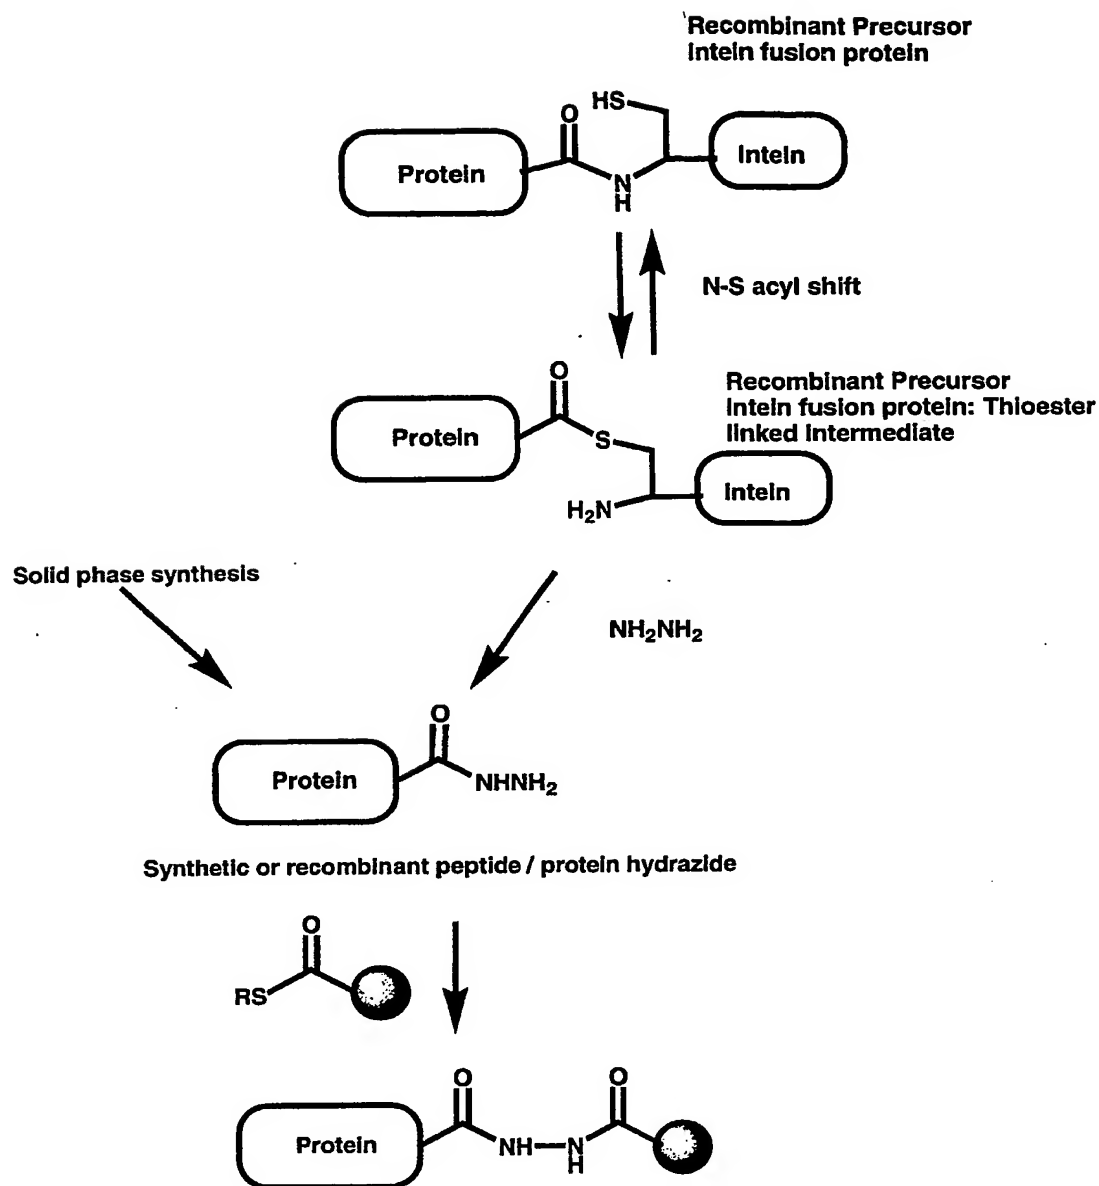 Recombinant Precursor
Intein fusion protein
HS
O
Protein
Intein
N
H
N-S acyl shift
O
Recombinant Precursor
Intein fusion protein: Thioester
linked Intermediate
Protein
S
H₂N
Intein
Solid phase synthesis
NH₂NH₂
O
Protein
NHNH₂
Synthetic or recombinant peptide / protein hydrazide
O
RS
O
O
Protein
NH
N
H